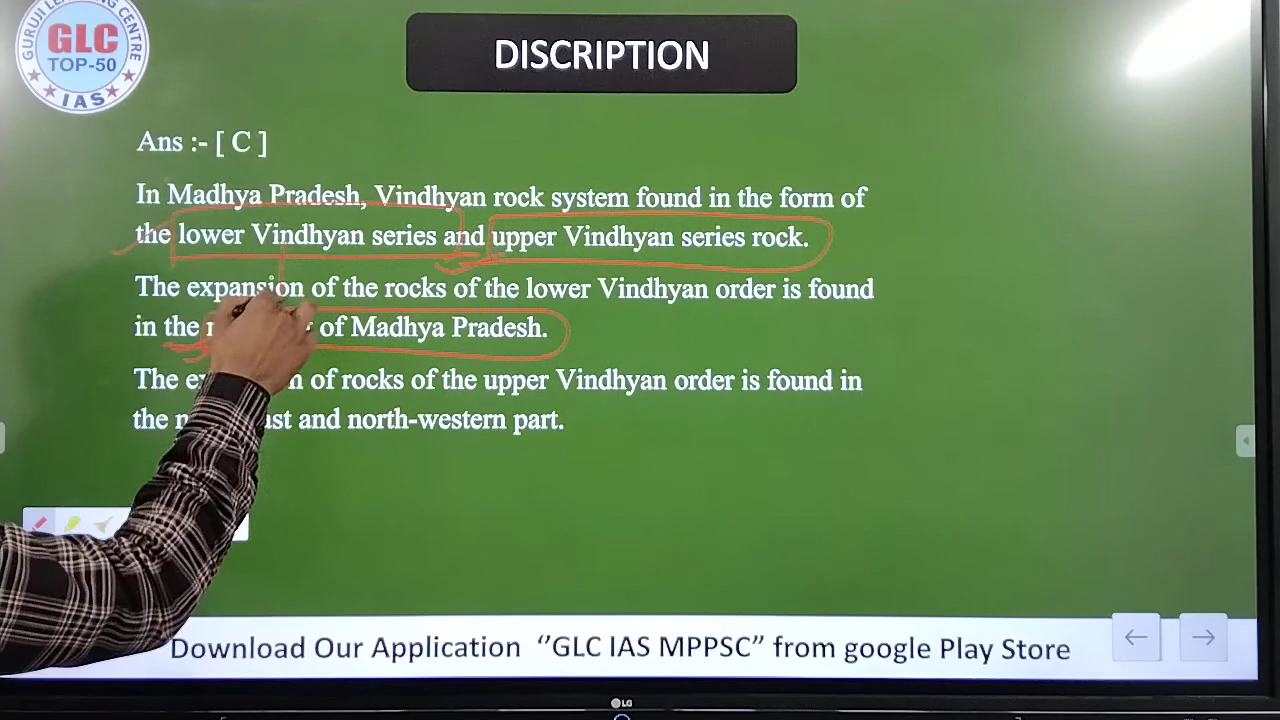 GURUJI LEARNING CENTRE
GLC
TOP-50
IAS
DISCRIPTION
Ans :- [ C ]
In Madhya Pradesh, Vindhyan rock system found in the form of
the lower Vindhyan series and upper Vindhyan series rock.
The expansion of the rocks of the lower Vindhyan order is found
in the of Madhya Pradesh.
The of rocks of the upper Vindhyan order is found in
the and north-western part.
Download Our Application “GLC IAS MPPSC” from google Play Store
LG